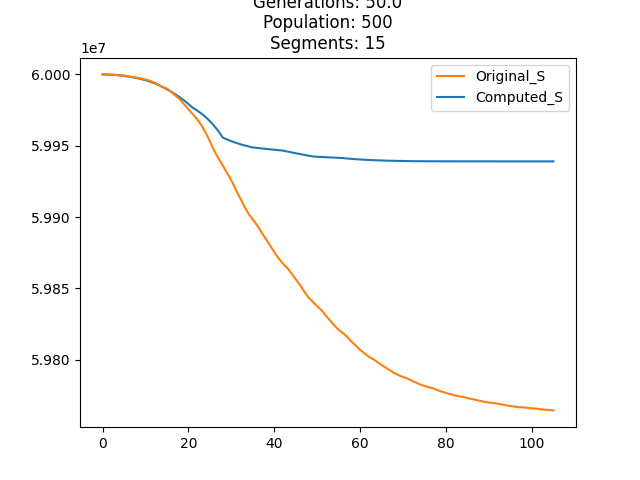 Generations: 50.0
Population: 500
Segments: 15
1e7
Original_S
Computed_S
6.000
5.995
5.990
5.985
5.980
0 20 40 60 80 100